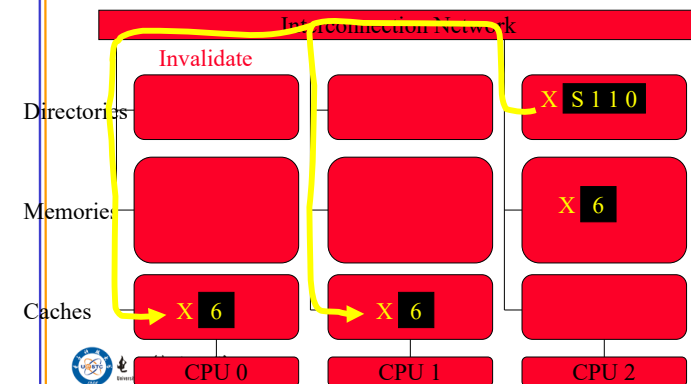 Interconnection Network
Invalidate
Directories
X S 1 1 0
Memories
X 6
Caches
X 6
X 6
CPU 0
CPU 1
CPU 2